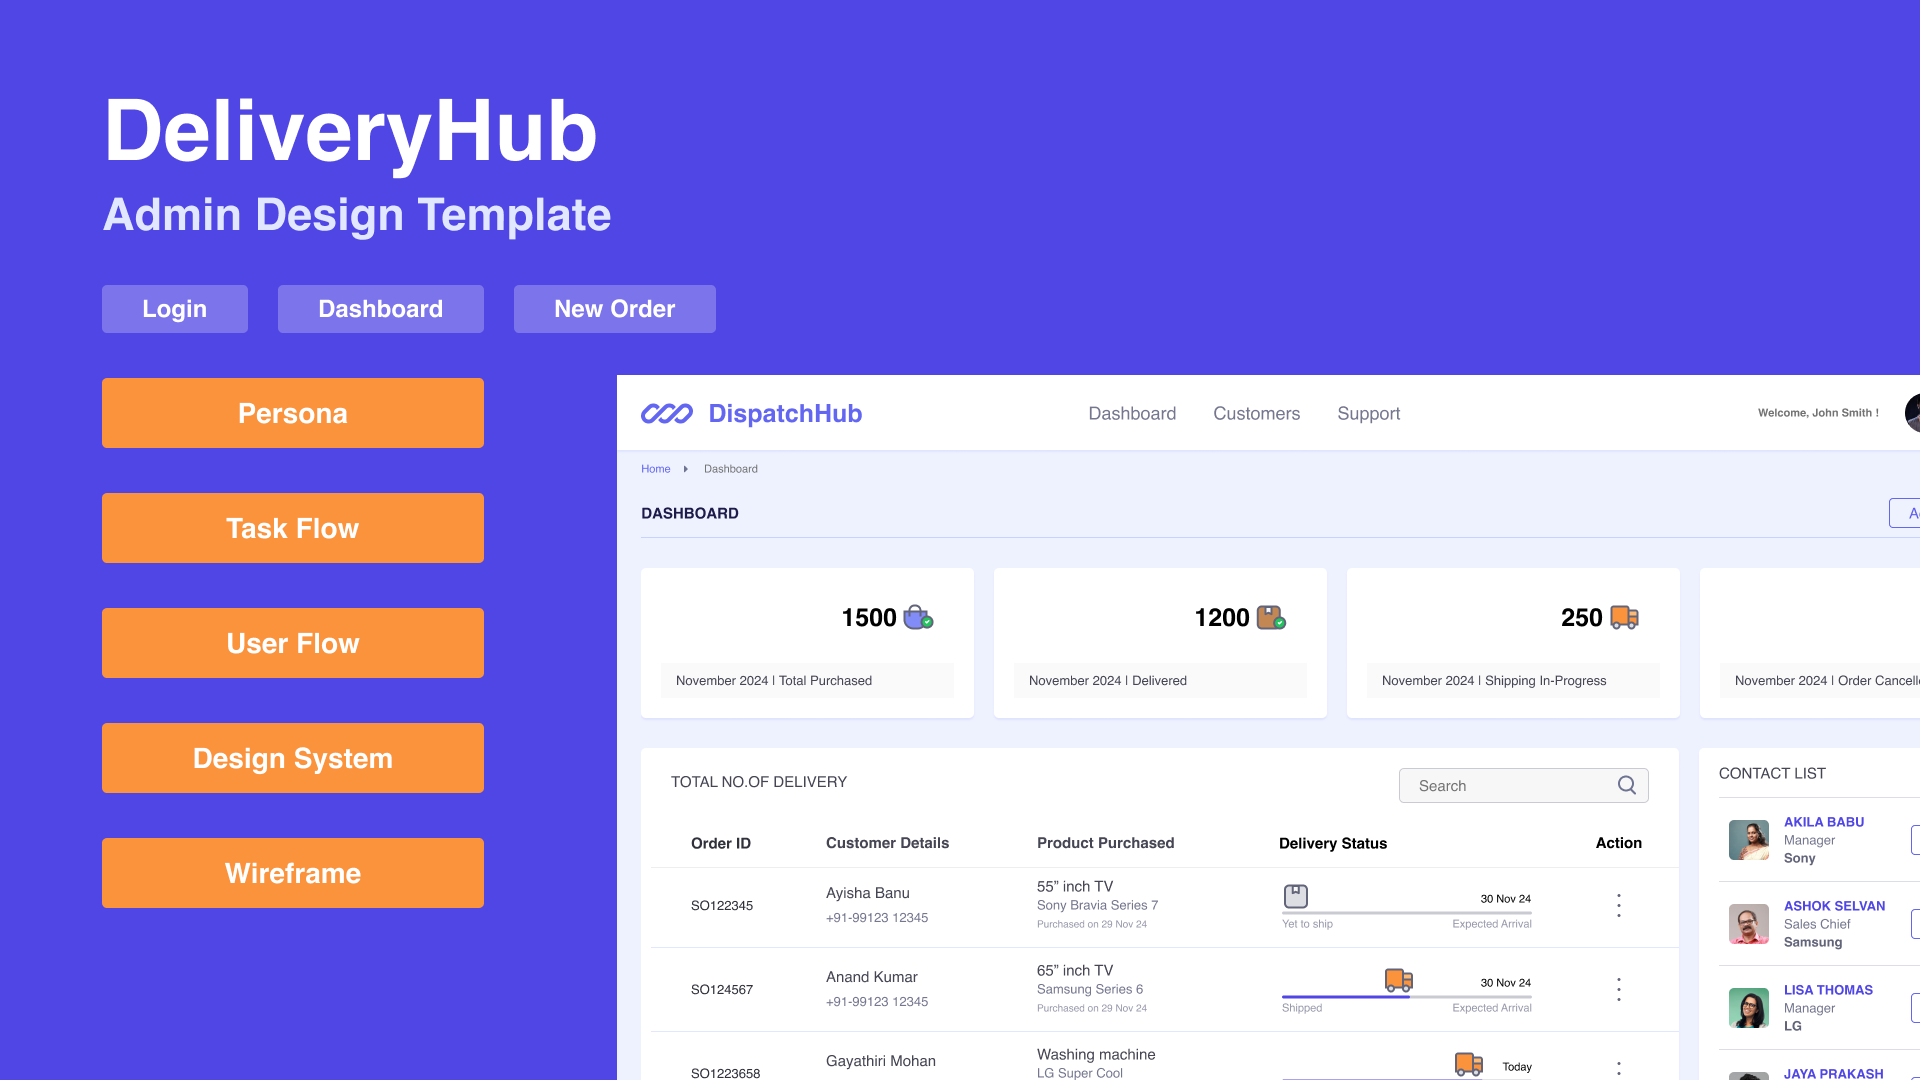 DeliveryHub
Admin Design Template
Login
Dashboard
New Order
Persona
Task Flow
User Flow
Design System
Wireframe
DispatchHub
Dashboard
Customers
Support
Welcome, John Smith !
Home
Dashboard
DASHBOARD
1500
November 2024 | Total Purchased
1200
November 2024 | Delivered
250
November 2024 | Shipping In-Progress
November 2024 | Order
TOTAL NO.OF DELIVERY
Search
Order ID
Customer Details
Product Purchased
Delivery Status
Action
SO122345
Ayisha Banu
+91-99123 12345
55” inch TV
Sony Bravia Series 7
Purchased on 29 Nov 24
30 Nov 24
Yet to ship
Expected Arrival
SO124567
Anand Kumar
+91-99123 12345
65” inch TV
Samsung Series 6
Purchased on 29 Nov 24
30 Nov 24
Shipped
Expected Arrival
SO1223658
Gayathiri Mohan
Washing machine
LG Super Cool
Today
CONTACT LIST
AKILA BABU
Manager
Sony
ASHOK SELVAN
Sales Chief
Samsung
LISA THOMAS
Manager
LG
JAYA PRAKASH